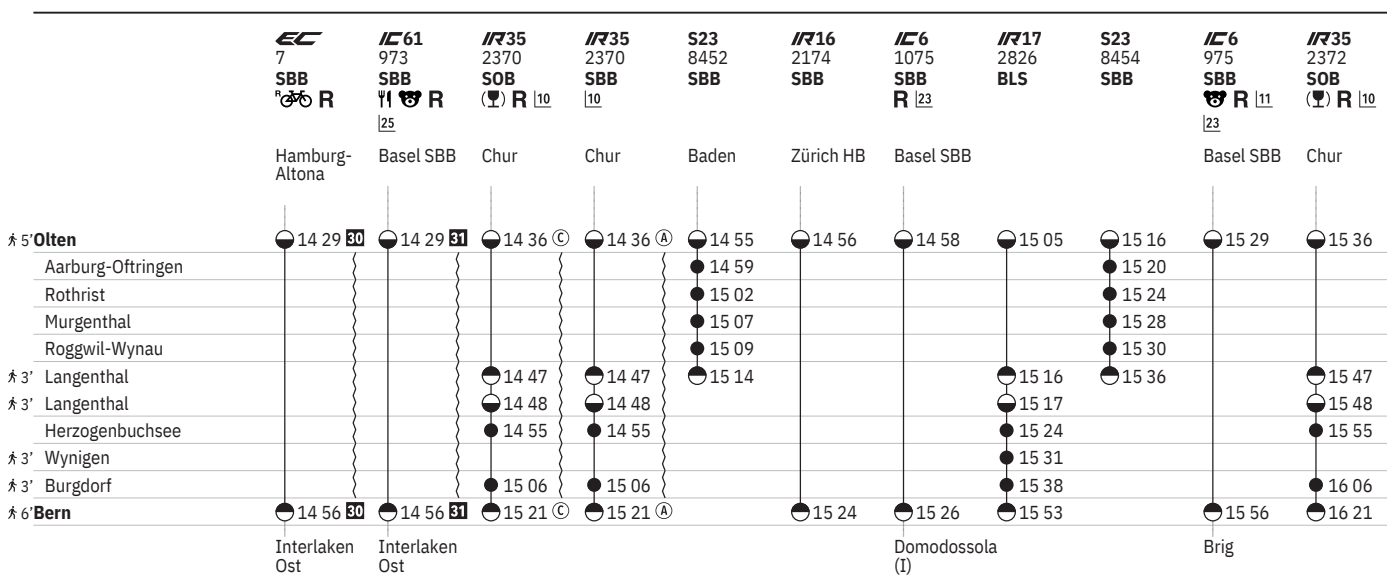 EC IC61 IR35 IR35 S23 IR16 IC6 IR17 S23 IC6 IR35
7 973 2370 2370 8452 2174 1075 2826 8454 975 2372
SBB SBB SOB SBB SBB SBB SBB BLS SBB SBB SOB
R R R R 10 10 R 23 R 11 R 10
25 23
Hamburg- Basel SBB Chur Chur Baden Zürich HB Basel SBB Basel SBB Chur
Altona
5' Olten 14 29 30 14 29 31 14 36 C 14 36 A 14 55 14 56 14 58 15 05 15 16 15 29 15 36
Aarburg-Oftringen 14 59 15 20
Rothrist 15 02 15 24
Murgenthal 15 07 15 28
Roggwil-Wynau 15 09 15 30
3' Langenthal 14 47 14 47 15 14 15 16 15 36 15 47
3' Langenthal 14 48 14 48 15 17 15 48
Herzogenbuchsee 14 55 14 55 15 24 15 55
3' Wynigen 15 31
3' Burgdorf 15 06 15 06 15 38 16 06
6' Bern 14 56 30 14 56 31 15 21 C 15 21 A 15 24 15 26 15 53 15 56 16 21
Interlaken Interlaken Domodossola Brig
Ost Ost (I)